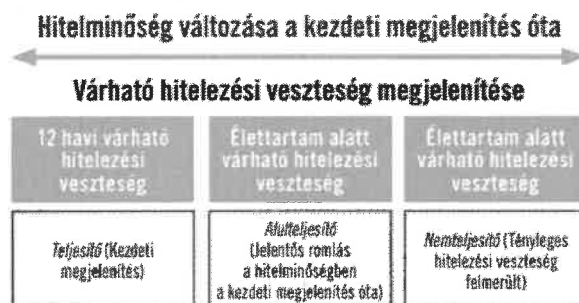 Hitelminőség változása a kezdeti megjelenítés óta
Várható hitelezési veszteség megjelenítése
12 havi várható
hitelezési
veszteség
Élettartam alatt
várható hitelezési
veszteség
Élettartam alatt
várható hitelezési
veszteség
Teljesítő (Kezdeti
megjelenítés)
Alulteljesítő
(Jelentős romlás
a hitelminőségben
a kezdeti megjelenítés óta)
Nemteljesítő (Tényleges
hitelezési veszteség
felmerült)